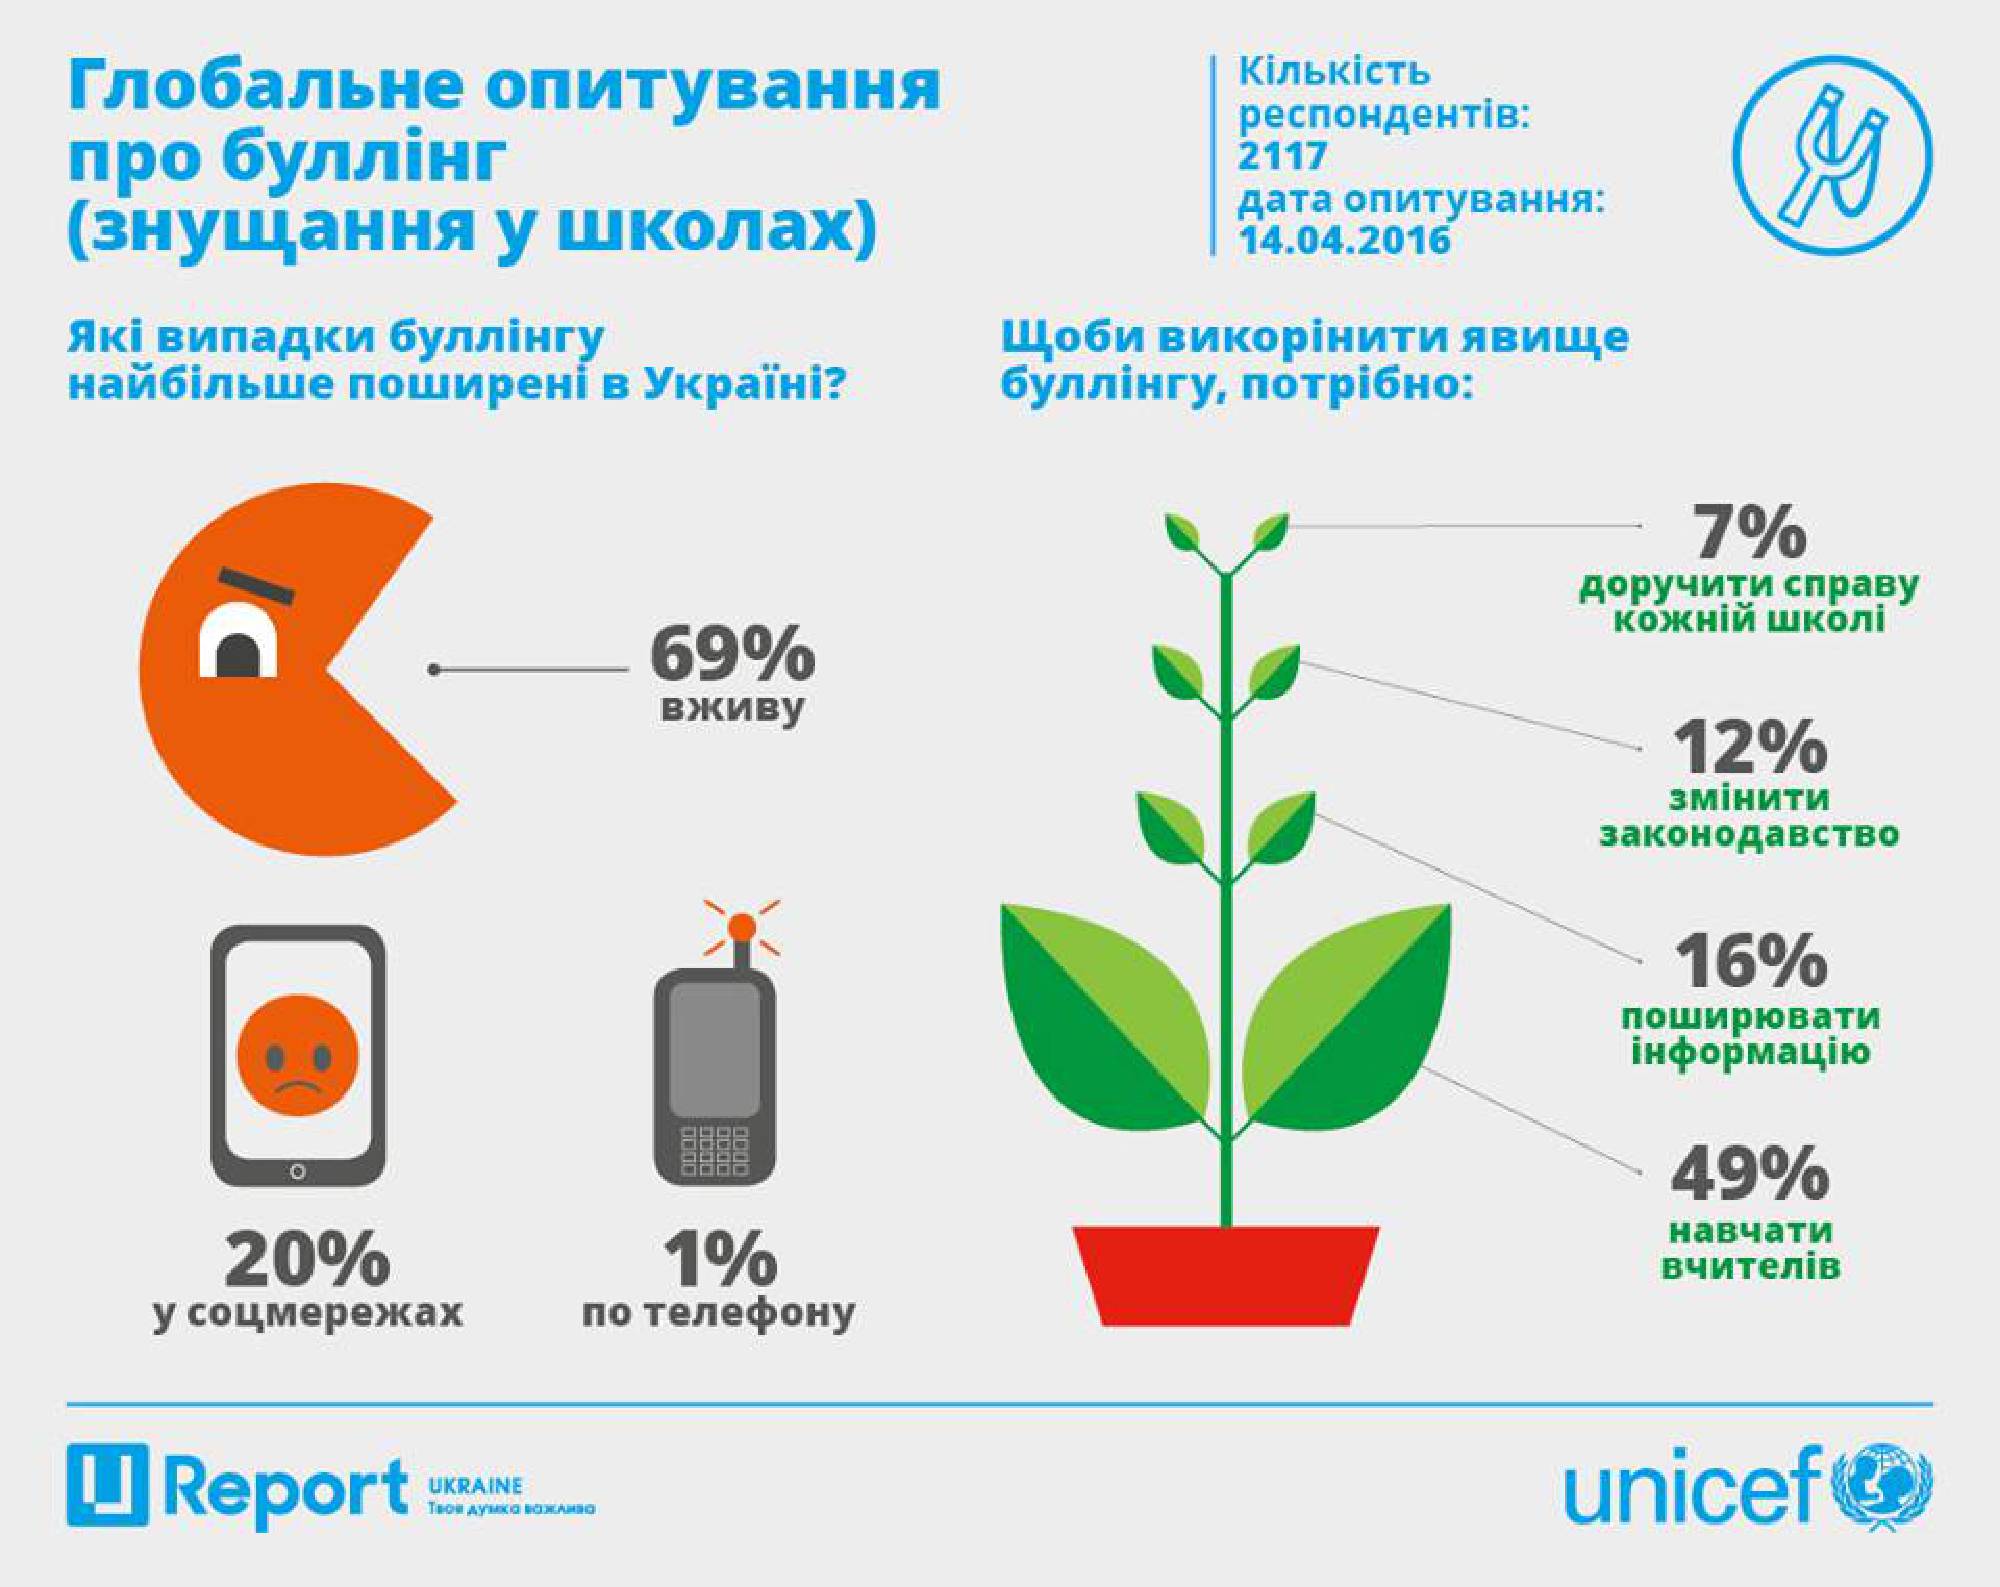 Глобальне опитування
про буллінг
(знущання у школах)
Кількість
респондентів:
2117
дата опитування:
14.04.2016
Які випадки буллінгу
найбільше поширені в Україні?
69%
вживу
20%
у соцмережах
1%
по телефону
Щоби викорінити явище
буллінгу, потрібно:
7%
доручити справу
кожній школі
12%
змінити
законодавство
16%
поширювати
інформацію
49%
навчати
вчителів
U Report UKRAINE
Твоя думка важлива
unicef